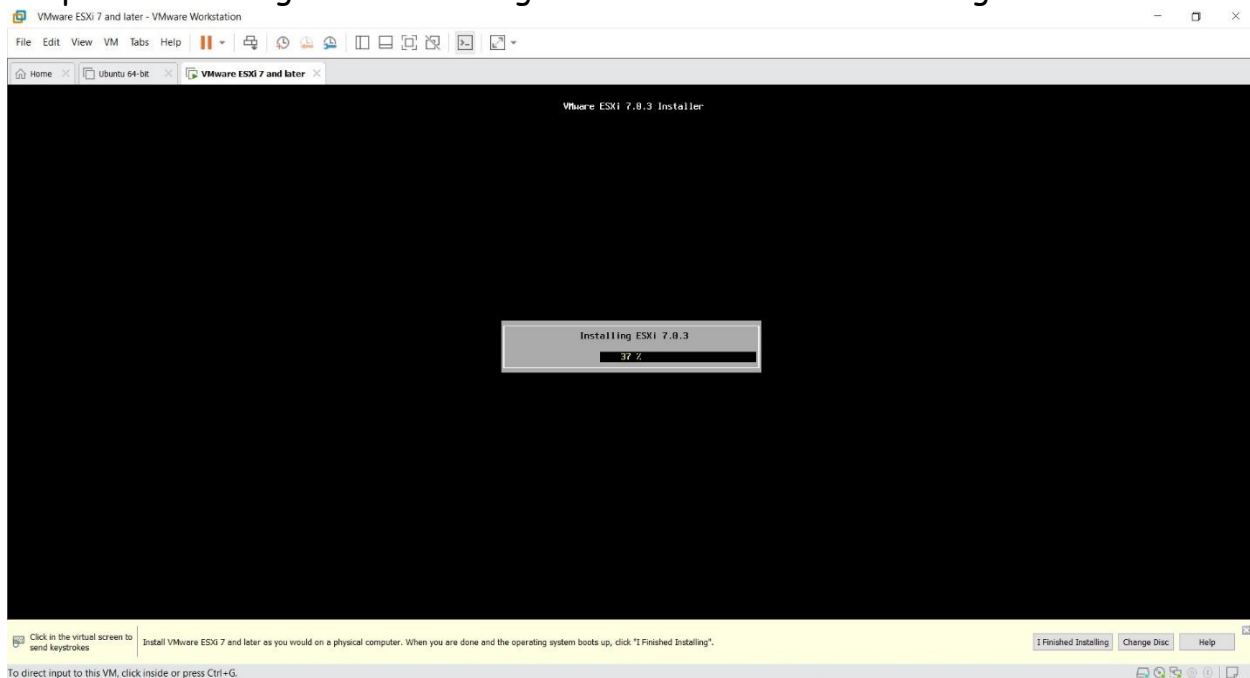 VMware ESXi 7 and later - VMware Workstation
File Edit View VM Tabs Help
Home Ubuntu 64-bit VMware ESXi 7 and later
VMware ESXi 7.0.3 Installer
Installing ESXi 7.0.3
37 %
Click in the virtual screen to
send keystrokes
Install VMware ESXi 7 and later as you would on a physical computer. When you are done and the operating system boots up, click "I Finished Installing".
I Finished Installing Change Disc Help
To direct input to this VM, click inside or press Ctrl+G.